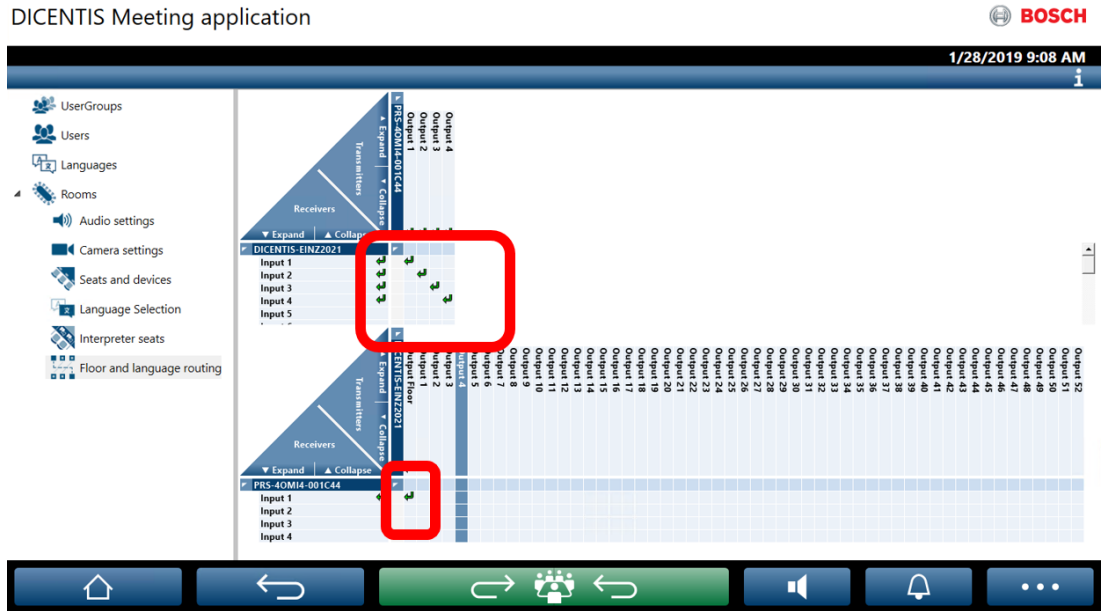 DICENTIS Meeting application
BOSCH
1/28/2019 9:08 AM
UserGroups
Users
Languages
Rooms
Audio settings
Camera settings
Seats and devices
Language Selection
Interpreter seats
Floor and language routing
Transmitters
Receivers
▲ Expand | ▼ Collapse
▼ Expand | ▲ Collapse
PRS-4OMI4-001C44
Output 1
Output 2
Output 3
Output 4
DICENTIS-EINZ2021
Input 1
Input 2
Input 3
Input 4
Input 5
Transmitters
Receivers
▲ Expand | ▼ Collapse
▼ Expand | ▲ Collapse
Output 1
Output 2
Output 3
Output 4
Output 5
Output 6
Output 7
Output 8
Output 9
Output 10
Output 11
Output 12
Output 13
Output 14
Output 15
Output 16
Output 17
Output 18
Output 19
Output 20
Output 21
Output 22
Output 23
Output 24
Output 25
Output 26
Output 27
Output 28
Output 29
Output 30
Output 31
Output 32
Output 33
Output 34
Output 35
Output 36
Output 37
Output 38
Output 39
Output 40
Output 41
Output 42
Output 43
Output 44
Output 45
Output 46
Output 47
Output 48
Output 49
Output 50
Output 51
Output 52
PRS-4OMI4-001C44
Input 1
Input 2
Input 3
Input 4